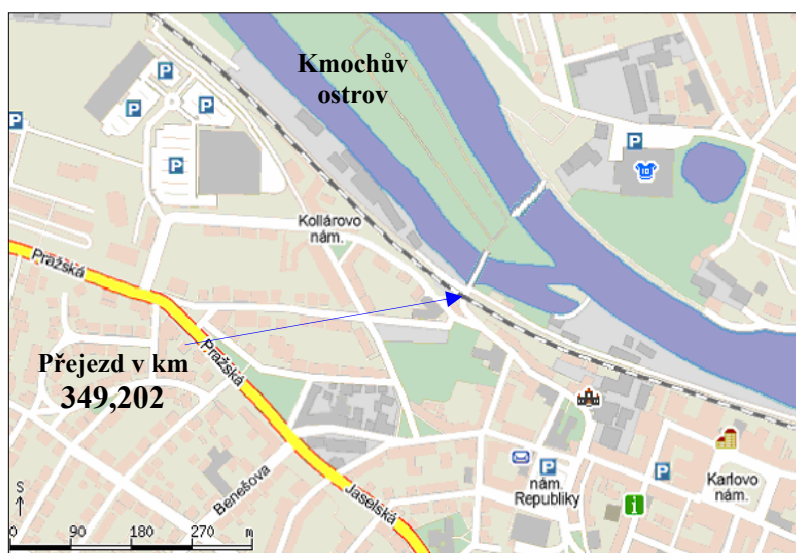 Kmochův
ostrov
P
P
P
P
P
P
10
Kollárovo
nám.
Pražská
Přejezd v km
349,202
Pražská
Benešova
Jaselská
P
nám.
Republiky
P
i
Karlovo
nám.
S
0 90 180 270 m